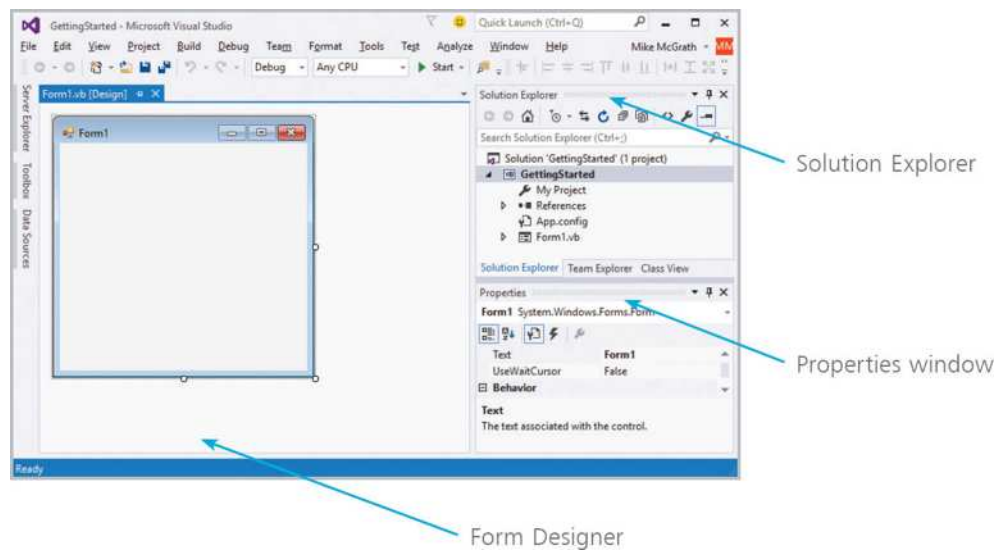 GettingStarted - Microsoft Visual Studio
Quick Launch (Ctrl+Q)
File Edit View Project Build Debug Team Format Tools Test Analyze Window Help Mike McGrath MM
Debug Any CPU Start
Server Explorer
Toolbox
Data Sources
Form1.vb [Design]
Form1
Solution Explorer
Search Solution Explorer (Ctrl+;)
Solution 'GettingStarted' (1 project)
GettingStarted
My Project
References
App.config
Form1.vb
Solution Explorer Team Explorer Class View
Properties
Form1 System.Windows.Forms.Form
Text Form1
UseWaitCursor False
Behavior
Text
The text associated with the control.
Ready
Solution Explorer
Properties window
Form Designer